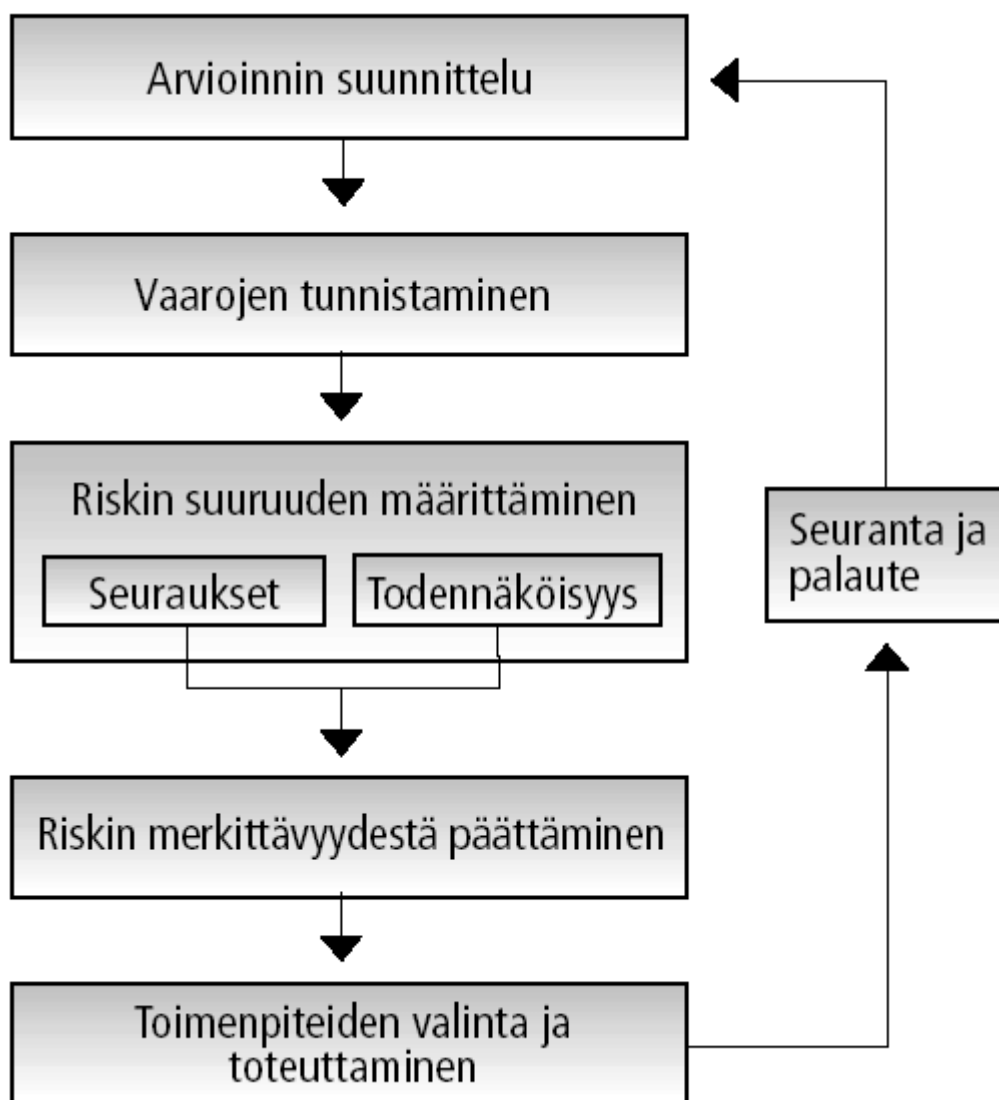 Arvioinnin suunnittelu
Vaarojen tunnistaminen
Riskin suuruuden määrittäminen
Seuraukset
Todennäköisyys
Riskin merkittävyydestä päättäminen
Toimenpiteiden valinta ja
toteuttaminen
Seuranta ja
palaute